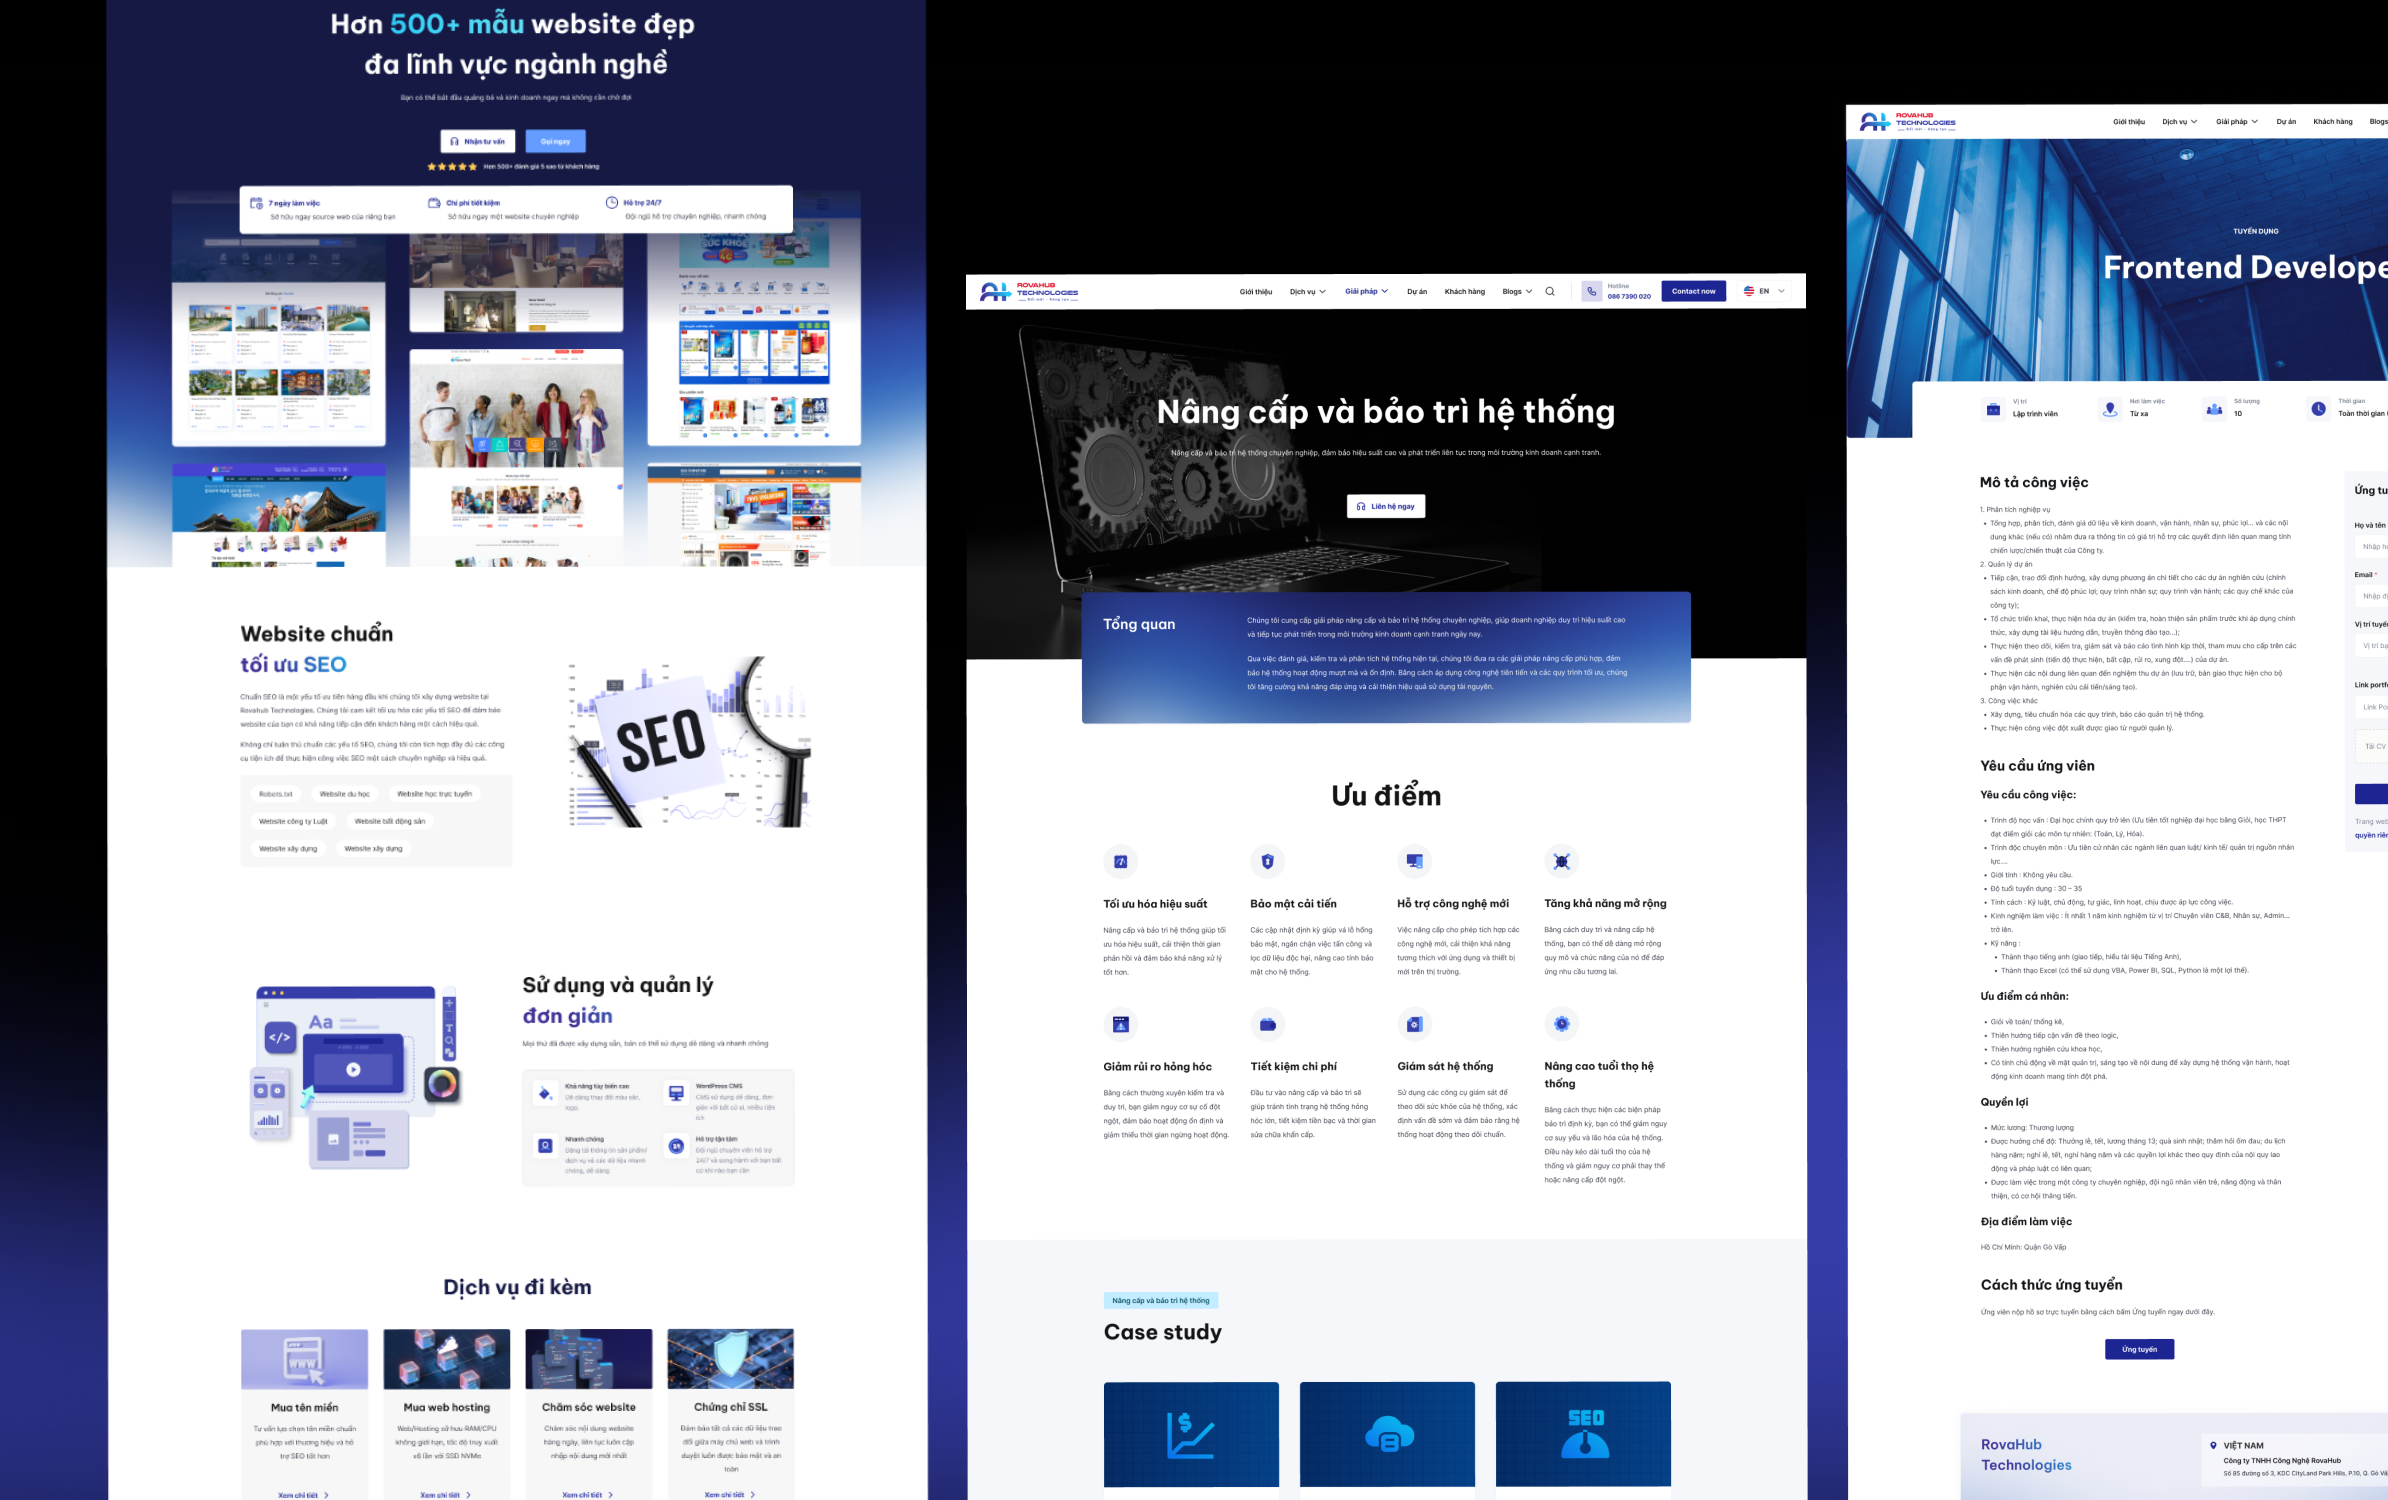 Hơn 500+ mẫu website đẹp
đa lĩnh vực ngành nghề
Bạn có thể bắt đầu quảng bá và kinh doanh ngay mà không cần chờ đợi
Nhận tư vấn
Gọi ngay
Hơn 500+ đánh giá 5 sao từ khách hàng
7 ngày làm việc
Sở hữu ngay source web của riêng bạn
Chi phí tiết kiệm
Sở hữu ngay một website chuyên nghiệp
Hỗ trợ 24/7
Đội ngũ hỗ trợ chuyên nghiệp, nhanh chóng
SỨC KHỎE
Website chuẩn
tối ưu SEO
Chuẩn SEO là một yếu tố ưu tiên hàng đầu khi chúng tôi xây dựng website tại
Rovahub Technologies. Chúng tôi cam kết tối ưu hóa các yếu tố SEO để đảm bảo
website của bạn có khả năng tiếp cận đến khách hàng một cách hiệu quả.
Không chỉ tuân thủ chuẩn các yếu tố SEO, chúng tôi còn tích hợp đầy đủ các công
cụ tiện ích để thực hiện công việc SEO một cách chuyên nghiệp và hiệu quả.
Robots.txt
Website du học
Website học trực tuyến
Website công ty Luật
Website bất động sản
Website xây dựng
Website xây dựng
SEO
Aa
</>
T
Sử dụng và quản lý
đơn giản
Mọi thứ đã được xây dựng sẵn, bạn có thể sử dụng dễ dàng và nhanh chóng
Khả năng tùy biến cao
Dễ dàng thay đổi màu sắc,
logo.
WordPress CMS
CMS sử dụng dễ dàng, đơn
giản với bất cứ ai, nhiều tiện
ích
Nhanh chóng
Đăng tải thông tin sản phẩm/
dịch vụ và các dữ liệu nhanh
chóng, dễ dàng.
Hỗ trợ tận tâm
Đội ngũ chuyên viên hỗ trợ
24/7 và song hành với bạn bất
cứ khi nào bạn cần
Dịch vụ đi kèm
WWW
Mua tên miền
Tư vấn lựa chọn tên miền chuẩn
phù hợp với thương hiệu và hỗ
trợ SEO tốt hơn
Xem chi tiết
Mua web hosting
Web/Hosting sở hữu RAM/CPU
không giới hạn, tốc độ truy xuất
vô lần với SSD NVMe
Xem chi tiết
Chăm sóc website
Chăm sóc nội dung website
hàng ngày, liên tục luôn cập
nhập nội dung mới nhất
Xem chi tiết
Chứng chỉ SSL
Đảm bảo tất cả các dữ liệu trao
đổi giữa máy chủ web và trình
duyệt luôn được bảo mật và an
toàn
Xem chi tiết
ROVAHUB
TECHNOLOGIES
Đổi mới - Sáng tạo
Giới thiệu
Dịch vụ
Giải pháp
Dự án
Khách hàng
Blogs
Hotline
086 7390 020
Contact now
EN
Nâng cấp và bảo trì hệ thống
Nâng cấp và bảo trì hệ thống chuyên nghiệp, đảm bảo hiệu suất cao và phát triển liên tục trong môi trường kinh doanh cạnh tranh.
Liên hệ ngay
Tổng quan
Chúng tôi cung cấp giải pháp nâng cấp và bảo trì hệ thống chuyên nghiệp, giúp doanh nghiệp duy trì hiệu suất cao
và tiếp tục phát triển trong môi trường kinh doanh cạnh tranh ngày nay.
Qua việc đánh giá, kiểm tra và phân tích hệ thống hiện tại, chúng tôi đưa ra các giải pháp nâng cấp phù hợp, đảm
bảo hệ thống hoạt động mượt mà và ổn định. Bằng cách áp dụng công nghệ tiên tiến và các quy trình tối ưu, chúng
tôi tăng cường khả năng đáp ứng và cải thiện hiệu quả sử dụng tài nguyên.
Ưu điểm
Tối ưu hóa hiệu suất
Nâng cấp và bảo trì hệ thống giúp tối
ưu hóa hiệu suất, cải thiện thời gian
phản hồi và đảm bảo khả năng xử lý
tốt hơn.
Bảo mật cải tiến
Các cập nhật định kỳ giúp vá lỗ hổng
bảo mật, ngăn chặn việc tấn công và
lọc dữ liệu độc hại, nâng cao tính bảo
mật cho hệ thống.
Hỗ trợ công nghệ mới
Việc nâng cấp cho phép tích hợp các
công nghệ mới, cải thiện khả năng
tương thích với ứng dụng và thiết bị
mới trên thị trường.
Tăng khả năng mở rộng
Bằng cách duy trì và nâng cấp hệ
thống, bạn có thể dễ dàng mở rộng
quy mô và chức năng của nó để đáp
ứng nhu cầu tương lai.
Giảm rủi ro hỏng hóc
Bằng cách thường xuyên kiểm tra và
duy trì, bạn giảm nguy cơ sự cố đột
ngột, đảm bảo hoạt động ổn định và
giảm thiểu thời gian ngừng hoạt động.
Tiết kiệm chi phí
Đầu tư vào nâng cấp và bảo trì sẽ
giúp tránh tình trạng hệ thống hỏng
hóc lớn, tiết kiệm tiền bạc và thời gian
sửa chữa khẩn cấp.
Giám sát hệ thống
Sử dụng các công cụ giám sát để
theo dõi sức khỏe của hệ thống, xác
định vấn đề sớm và đảm bảo rằng hệ
thống hoạt động theo dõi chuẩn.
Nâng cao tuổi thọ hệ
thống
Bằng cách thực hiện các biện pháp
bảo trì định kỳ, bạn có thể giảm nguy
cơ suy yếu và lão hóa của hệ thống.
Điều này kéo dài tuổi thọ của hệ
thống và giảm nguy cơ phải thay thế
hoặc nâng cấp đột ngột.
Nâng cấp và bảo trì hệ thống
Case study
$
SEO
ROVAHUB
TECHNOLOGIES
Đổi mới - Sáng tạo
Giới thiệu
Dịch vụ
Giải pháp
Dự án
Khách hàng
Blogs
TUYỂN DỤNG
Frontend Develope
Vị trí
Lập trình viên
Nơi làm việc
Từ xa
Số lượng
10
Thời gian
Toàn thời gian
Mô tả công việc
1. Phân tích nghiệp vụ
• Tổng hợp, phân tích, đánh giá dữ liệu về kinh doanh, vận hành, nhân sự, phúc lợi... và các nội
dung khác (nếu có) nhằm đưa ra thông tin có giá trị hỗ trợ các quyết định liên quan mang tính
chiến lược/chiến thuật của Công ty.
2. Quản lý dự án
• Tiếp cận, trao đổi định hướng, xây dựng phương án chi tiết cho các dự án nghiên cứu (chính
sách kinh doanh, chế độ phúc lợi; quy trình nhân sự; quy trình vận hành; các quy chế khác của
công ty);
• Tổ chức triển khai, thực hiện hóa dự án (kiểm tra, hoàn thiện sản phẩm trước khi áp dụng chính
thức, xây dựng tài liệu hướng dẫn, truyền thông đào tạo...);
• Thực hiện theo dõi, kiểm tra, giám sát và báo cáo tình hình kịp thời, tham mưu cho cấp trên các
vấn đề phát sinh (tiến độ thực hiện, bất cập, rủi ro, xung đột....) của dự án.
• Thực hiện các nội dung liên quan đến nghiệm thu dự án (lưu trữ, bàn giao thực hiện cho bộ
phận vận hành, nghiên cứu cải tiến/sáng tạo).
3. Công việc khác
• Xây dựng, tiêu chuẩn hóa các quy trình, báo cáo quản trị hệ thống.
• Thực hiện công việc đột xuất được giao từ người quản lý.
Yêu cầu ứng viên
Yêu cầu công việc:
• Trình độ học vấn : Đại học chính quy trở lên (Ưu tiên tốt nghiệp đại học bằng Giỏi, học THPT
đạt điểm giỏi các môn tự nhiên: (Toán, Lý, Hóa).
• Trình độc chuyên môn : Ưu tiên cử nhân các ngành liên quan luật/ kinh tế/ quản trị nguồn nhân
lực....
• Giới tính : Không yêu cầu.
• Độ tuổi tuyển dụng : 30 – 35
• Tính cách : Kỷ luật, chủ động, tự giác, linh hoạt, chịu được áp lực công việc.
• Kinh nghiệm làm việc : Ít nhất 1 năm kinh nghiệm từ vị trí Chuyên viên C&B, Nhân sự, Admin...
trở lên.
• Kỹ năng :
• Thành thạo tiếng anh (giao tiếp, hiểu tài liệu Tiếng Anh),
• Thành thạo Excel (có thể sử dụng VBA, Power BI, SQL, Python là một lợi thế).
Ưu điểm cá nhân:
• Giỏi về toán/ thống kê,
• Thiên hướng tiếp cận vấn đề theo logic,
• Thiên hướng nghiên cứu khoa học,
• Có tính chủ động về mặt quản trị, sáng tạo về nội dung để xây dựng hệ thống vận hành, hoạt
động kinh doanh mang tính đột phá.
Quyền lợi
• Mức lương: Thương lượng
• Được hưởng chế độ: Thưởng lễ, tết, lương tháng 13; quà sinh nhật; thăm hỏi ốm đau; du lịch
hàng năm; nghỉ lễ, tết, nghỉ hàng năm và các quyền lợi khác theo quy định của nội quy lao
động và pháp luật có liên quan;
• Được làm việc trong một công ty chuyên nghiệp, đội ngũ nhân viên trẻ, năng động và thân
thiện, có cơ hội thăng tiến.
Địa điểm làm việc
Hồ Chí Minh: Quận Gò Vấp
Cách thức ứng tuyển
Ứng viên nộp hồ sơ trực tuyến bằng cách bấm Ứng tuyển ngay dưới đây.
Ứng tuyển
Ứng tu
Họ và tên
Nhập
Email *
Nhập
Vị trí tuyể
Vị trí
Link portf
Link Po
Tải CV
Trang web
quyền riên
RovaHub
Technologies
VIỆT NAM
Công ty TNHH Công Nghệ RovaHub
Số 85 đường số 3, KDC CityLand Park Hills, P.10, Q. Gò Vấ